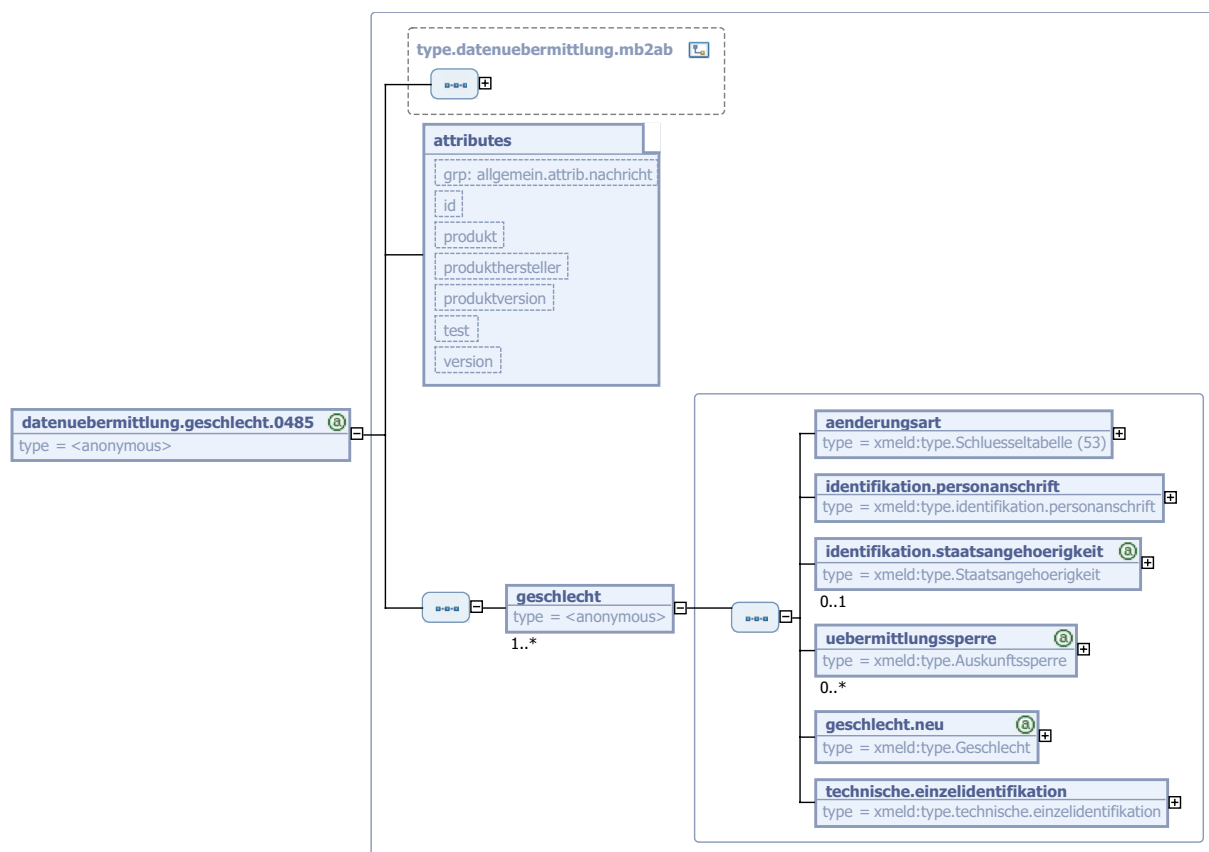 type.datenuebermittlung.mb2ab
attributes
grp: allgemein.attrib.nachricht
id
produkt
produkthersteller
produktversion
test
version
datenuebermittlung.geschlecht.0485 a
type = <anonymous>
geschlecht
type = <anonymous>
1..*
aenderungsart
type = xmeld:type.Schluesseltabelle (53)
identifikation.personanschrift
type = xmeld:type.identifikation.personanschrift
identifikation.staatsangehoerigkeit a
type = xmeld:type.Staatsangehoerigkeit
0..1
uebermittlungssperre a
type = xmeld:type.Auskunftssperre
0..*
geschlecht.neu a
type = xmeld:type.Geschlecht
technische.einzelidentifikation
type = xmeld:type.technische.einzelidentifikation